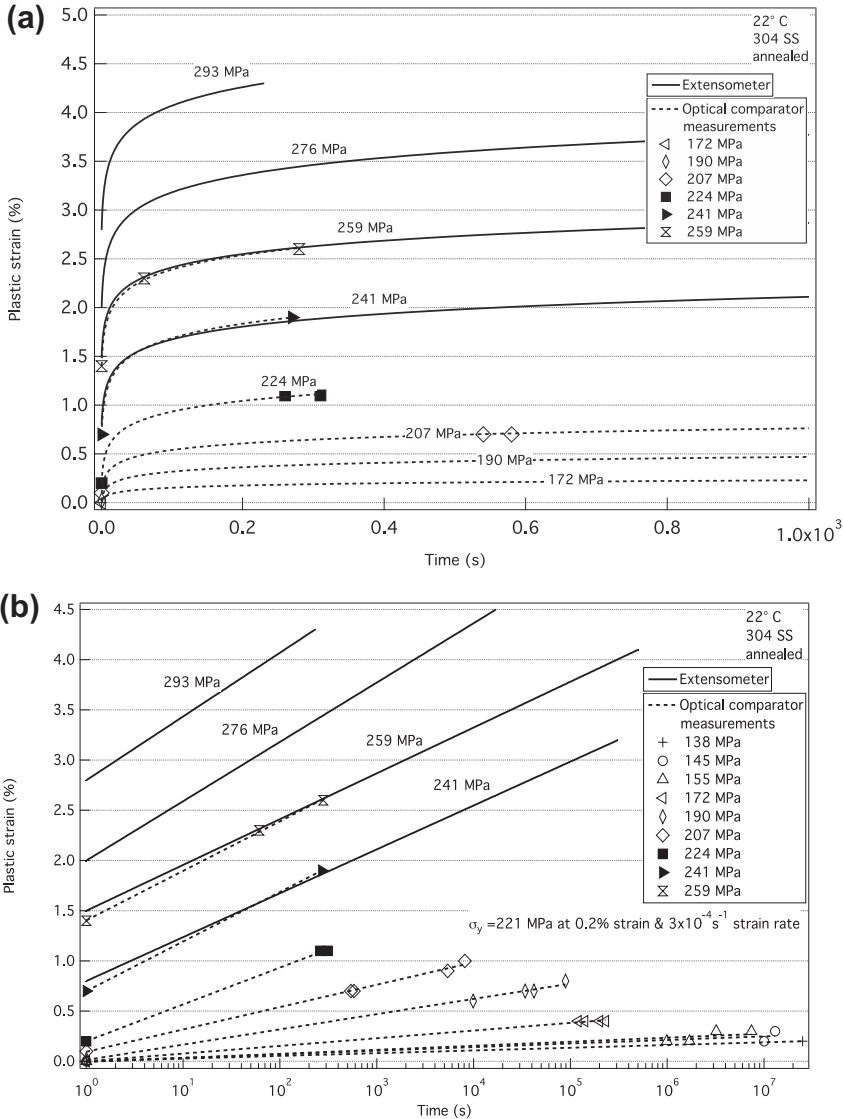 (a)
5.0
4.5
4.0
3.5
3.0
2.5
2.0
1.5
1.0
0.5
0.0
Plastic strain (%)
293 MPa
276 MPa
259 MPa
241 MPa
224 MPa
207 MPa
190 MPa
172 MPa
22° C
304 SS
annealed
Extensometer
Optical comparator
measurements
172 MPa
190 MPa
207 MPa
224 MPa
241 MPa
259 MPa
0.0
0.2
0.4
0.6
0.8
1.0x10³
Time (s)
(b)
4.5
4.0
3.5
3.0
2.5
2.0
1.5
1.0
0.5
0.0
Plastic strain (%)
293 MPa
276 MPa
259 MPa
241 MPa
22° C
304 SS
annealed
Extensometer
Optical comparator
measurements
138 MPa
145 MPa
155 MPa
172 MPa
190 MPa
207 MPa
224 MPa
241 MPa
259 MPa
σy =221 MPa at 0.2% strain & 3x10⁻⁴s⁻¹ strain rate
10⁰
10¹
10²
10³
10⁴
10⁵
10⁶
10⁷
Time (s)